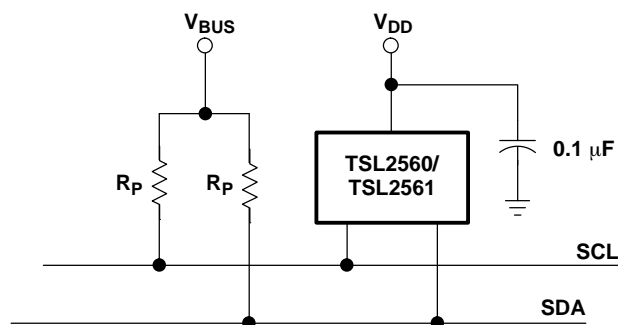 VBUS
VDD
RP
RP
TSL2560/
TSL2561
0.1 μF
SCL
SDA